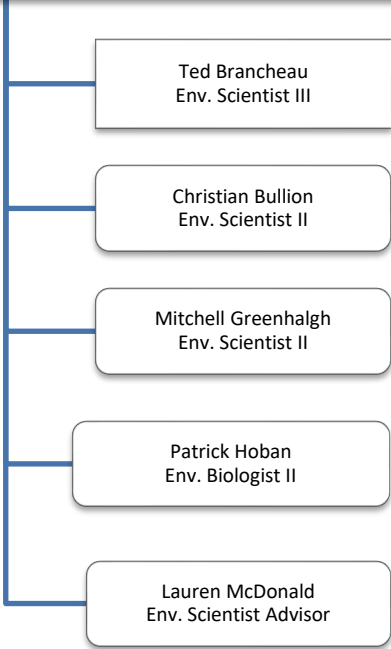 Ted Brancheau
Env. Scientist III
Christian Bullion
Env. Scientist II
Mitchell Greenhalgh
Env. Scientist II
Patrick Hoban
Env. Biologist II
Lauren McDonald
Env. Scientist Advisor